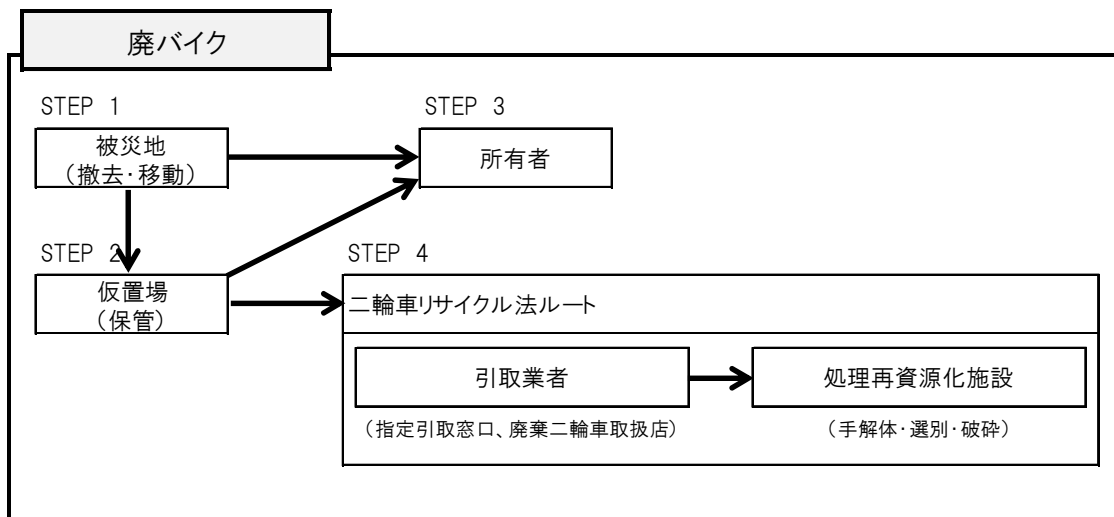 廃バイク
STEP 1
被災地
（撤去・移動）
STEP 3
所有者
STEP 2
仮置場
（保管）
STEP 4
二輪車リサイクル法ルート
引取業者
（指定引取窓口、廃棄二輪車取扱店）
処理再資源化施設
（手解体・選別・破砕）